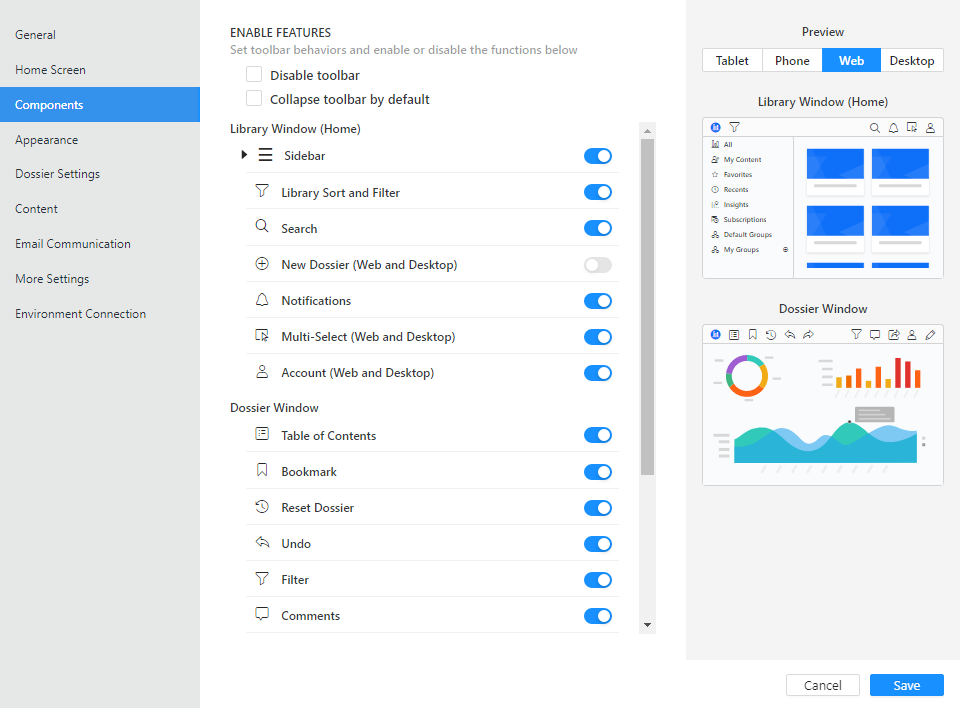 General
Home Screen
Components
Appearance
Dossier Settings
Content
Email Communication
More Settings
Environment Connection
ENABLE FEATURES
Set toolbar behaviors and enable or disable the functions below
Disable toolbar
Collapse toolbar by default
Library Window (Home)
Sidebar
Library Sort and Filter
Search
New Dossier (Web and Desktop)
Notifications
Multi-Select (Web and Desktop)
Account (Web and Desktop)
Dossier Window
Table of Contents
Bookmark
Reset Dossier
Undo
Filter
Comments
Preview
Tablet Phone Web Desktop
Library Window (Home)
All
My Content
Favorites
Recents
Insights
Subscriptions
Default Groups
My Groups
Dossier Window
Cancel Save